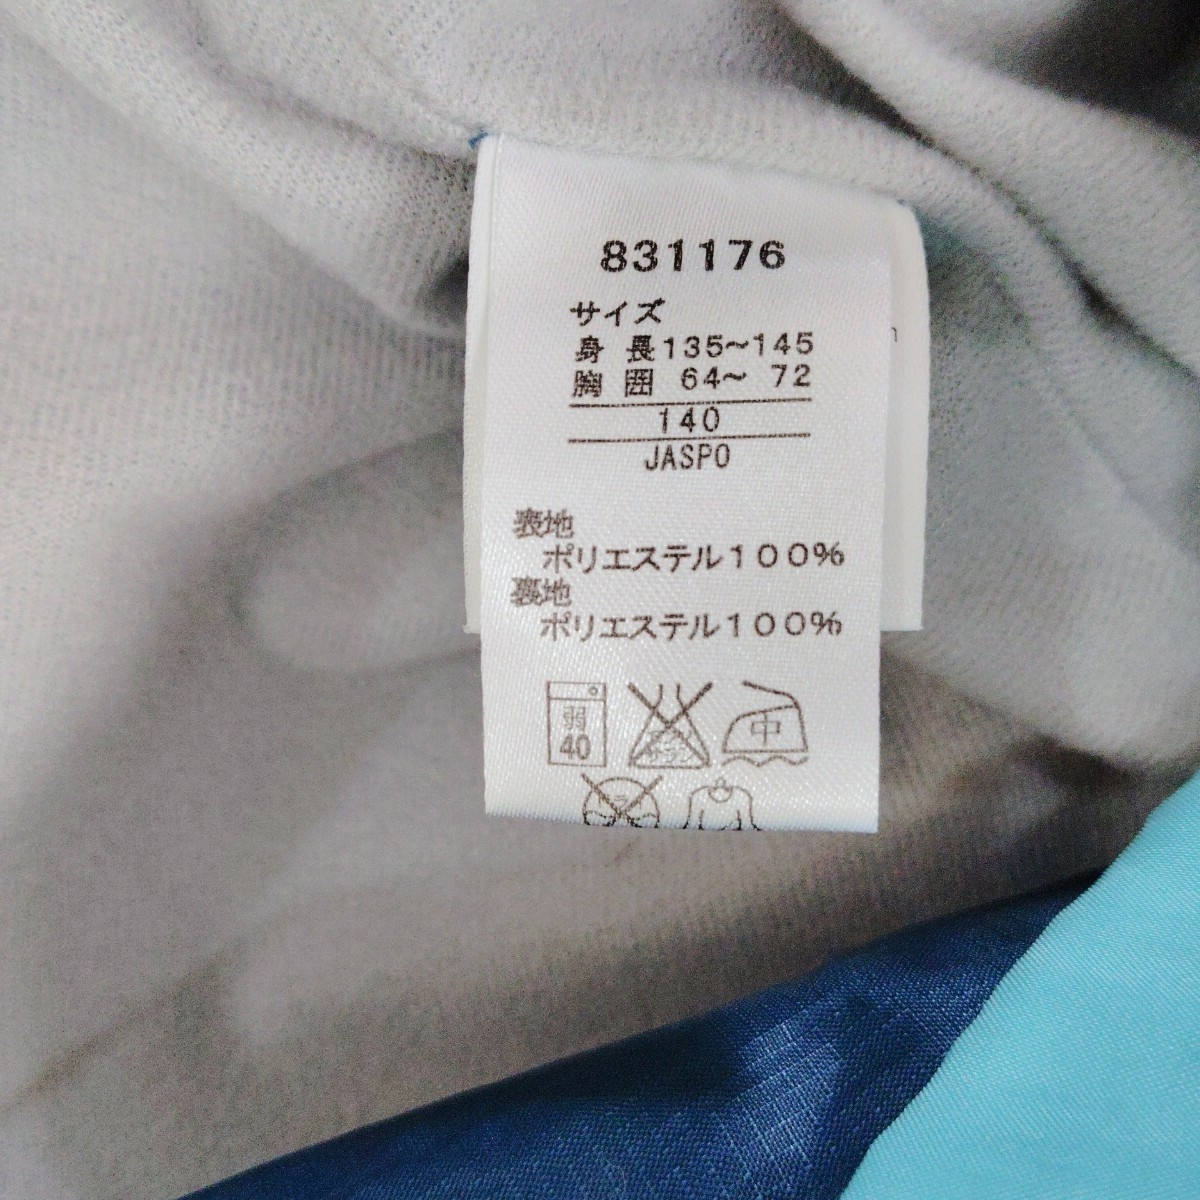 831176
サイズ
身 長135~145
胸 囲 64~ 72
140
JASPO
表地
ポリエステル100%
裏地
ポリエステル100%
弱
40
中